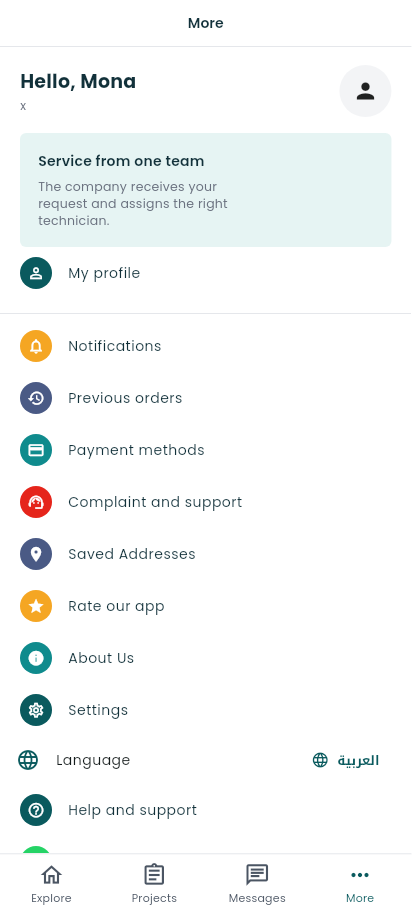 More
Hello, Mona
x
Service from one team
The company receives your
request and assigns the right
technician.
My profile
Notifications
Previous orders
Payment methods
Complaint and support
Saved Addresses
Rate our app
About Us
Settings
Language
العربية
Help and support
Explore
Projects
Messages
More